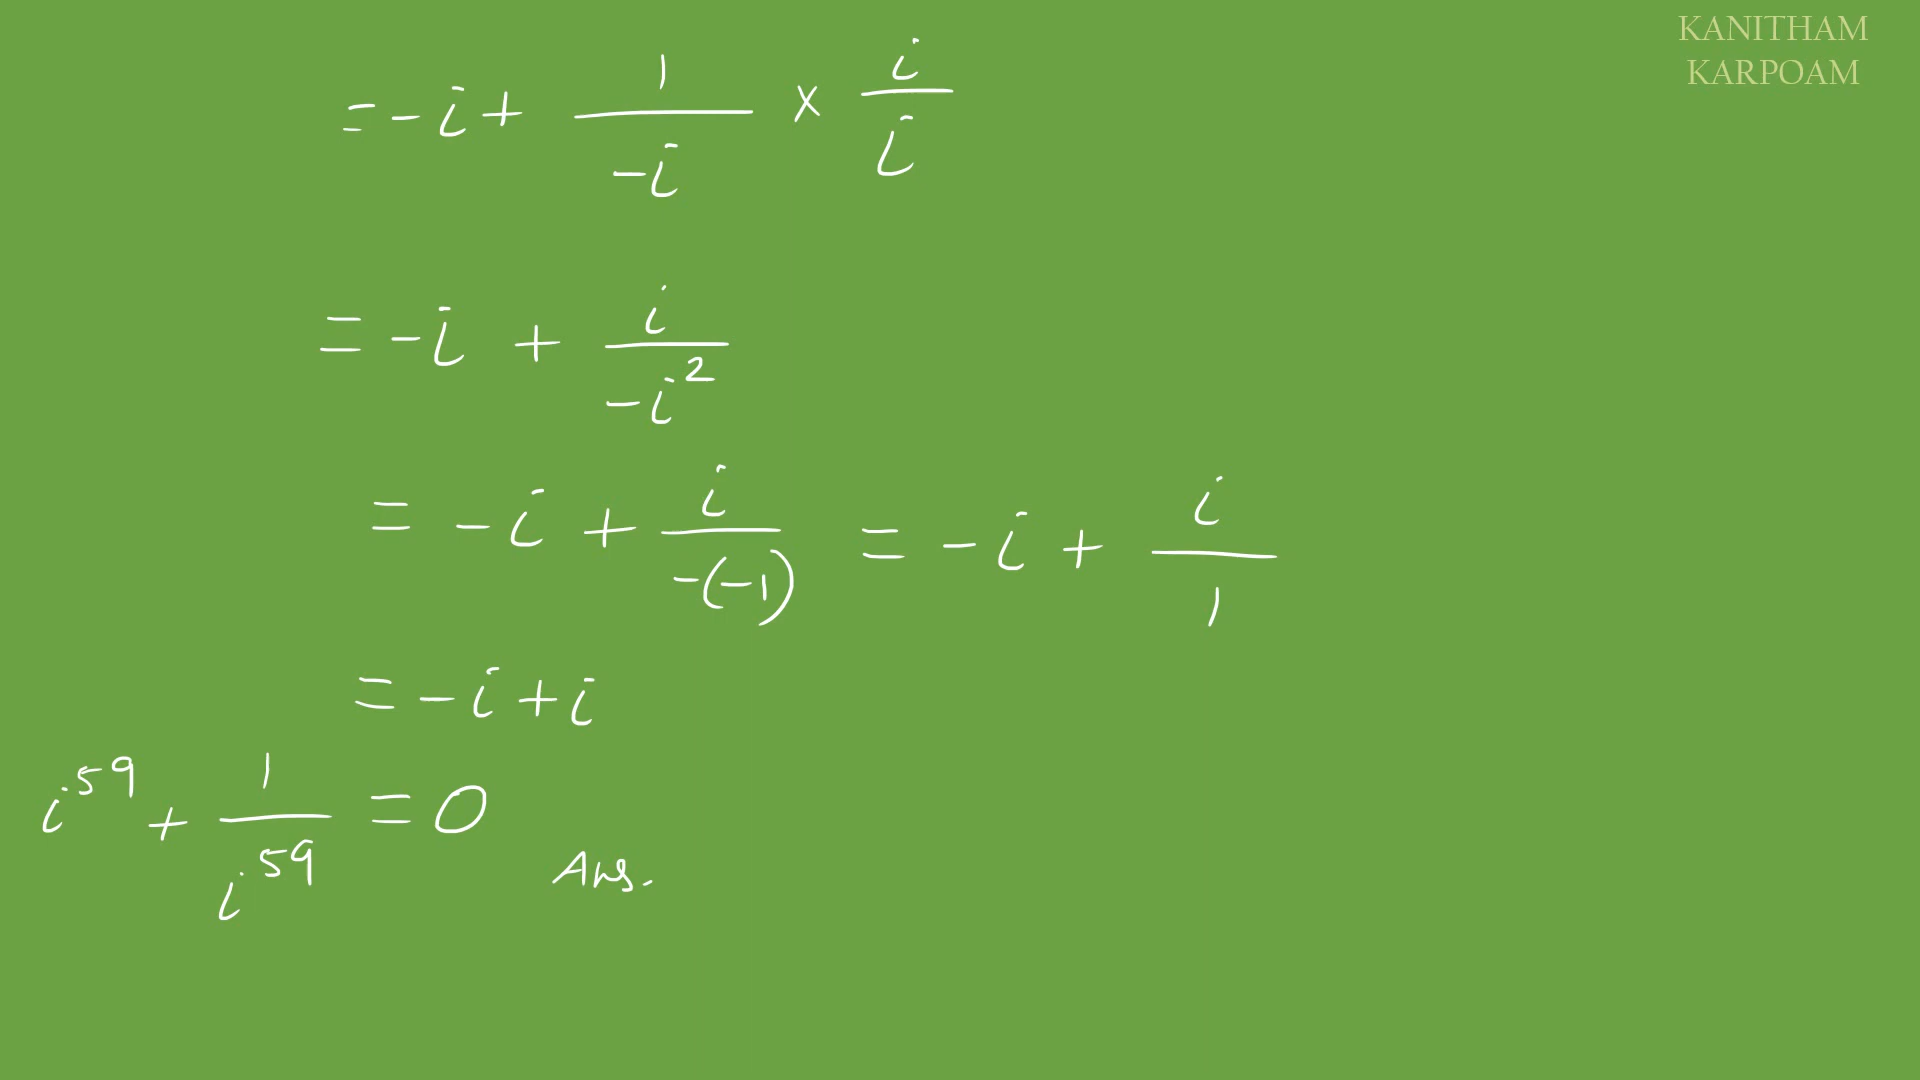 KANITHAM
KARPOAM
= -i + 1/-i × i/i
= -i + i/-i²
= -i + i/-(-1) = -i + i/1
= -i + i
i⁵⁹ + 1/i⁵⁹ = 0
Ans.